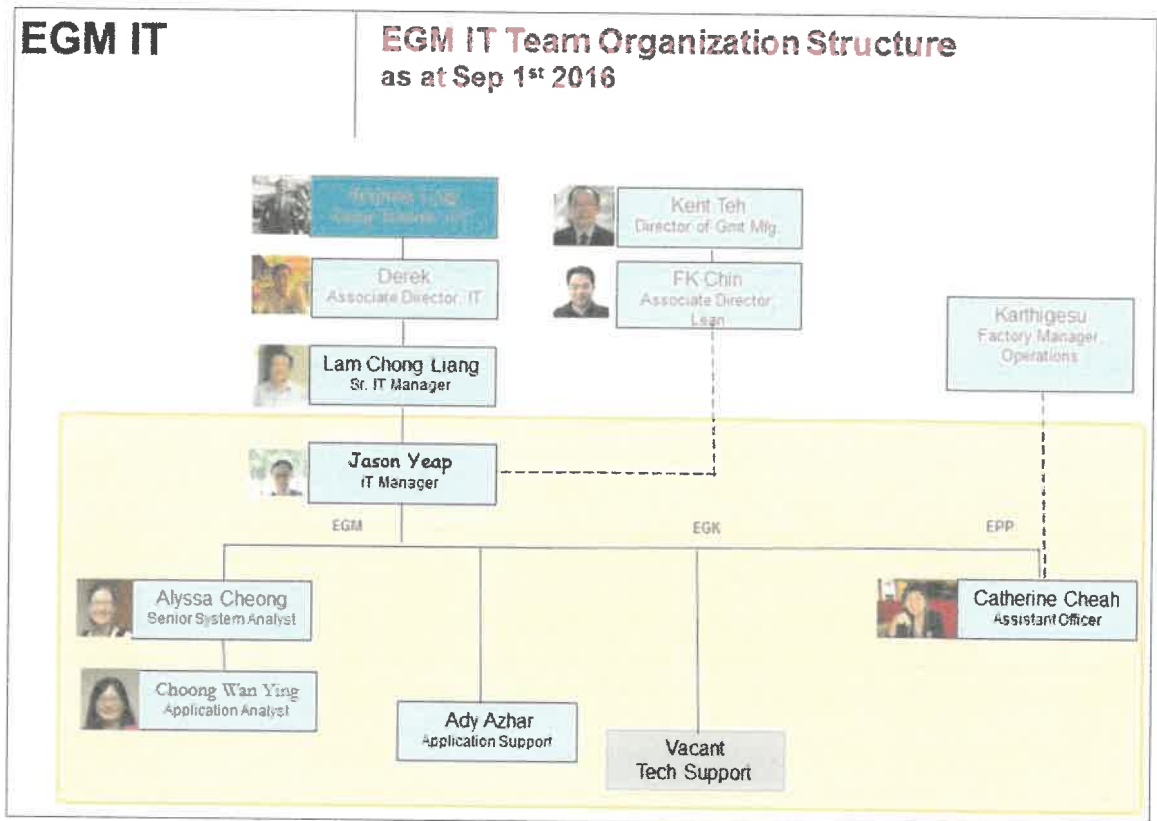 EGM IT
EGM IT Team Organization Structure
as at Sep 1st 2016
Kent Teh
Director of Gmt Mfg.
Derek
Associate Director, IT
FK Chin
Associate Director,
Lean
Karthigesu
Factory Manager,
Operations
Lam Chong Liang
Sr. IT Manager
Jason Yeap
IT Manager
EGM
EGK
EPP
Alyssa Cheong
Senior System Analyst
Catherine Cheah
Assistant Officer
Choong Wan Ying
Application Analyst
Ady Azhar
Application Support
Vacant
Tech Support